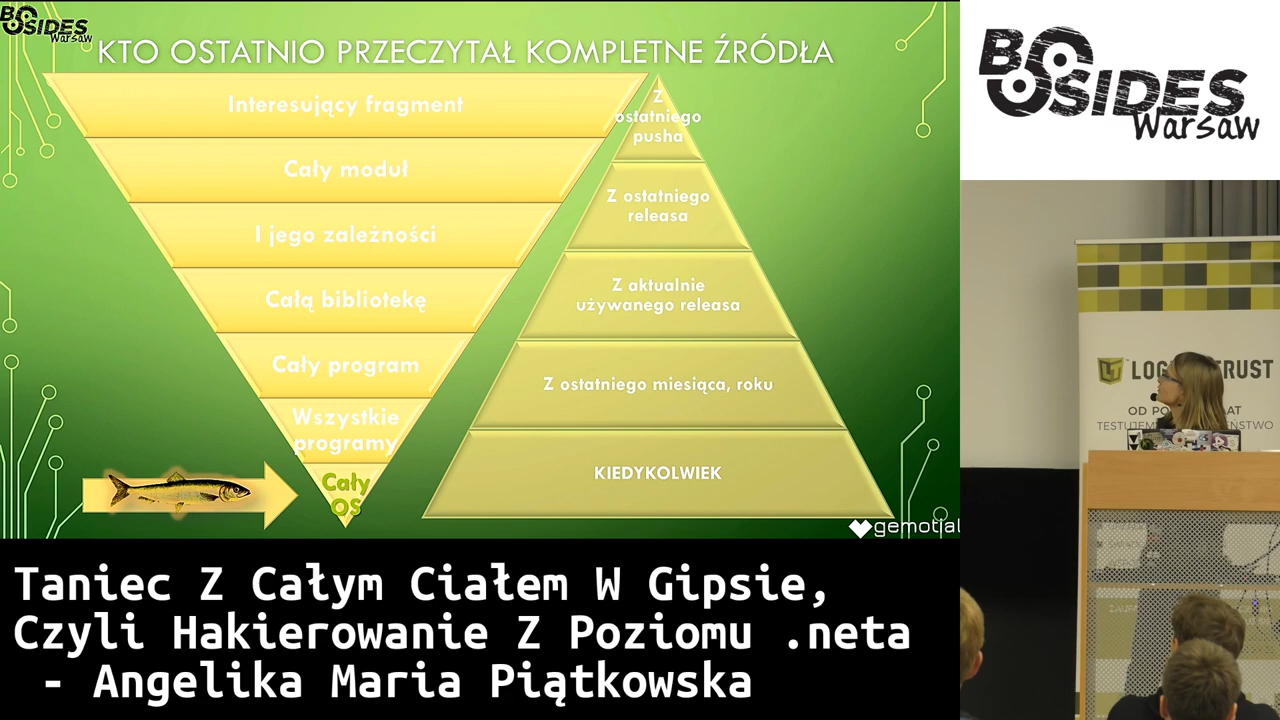 BSIDES
Warsaw
KTO OSTATNIO PRZECZYTAŁ KOMPLETNE ŹRÓDŁA
Interesujący fragment
Cały moduł
I jego zależności
Całą bibliotekę
Cały program
Wszystkie
programy
Cały
OS
Z
ostatniego
pusha
Z ostatniego
releasa
Z aktualnie
używanego releasa
Z ostatniego miesiąca, roku
KIEDYKOLWIEK
gemotial
BSIDES
Warsaw
Taniec Z Całym Ciałem W Gipsie,
Czyli Hakierowanie Z Poziomu .neta
- Angelika Maria Piątkowska